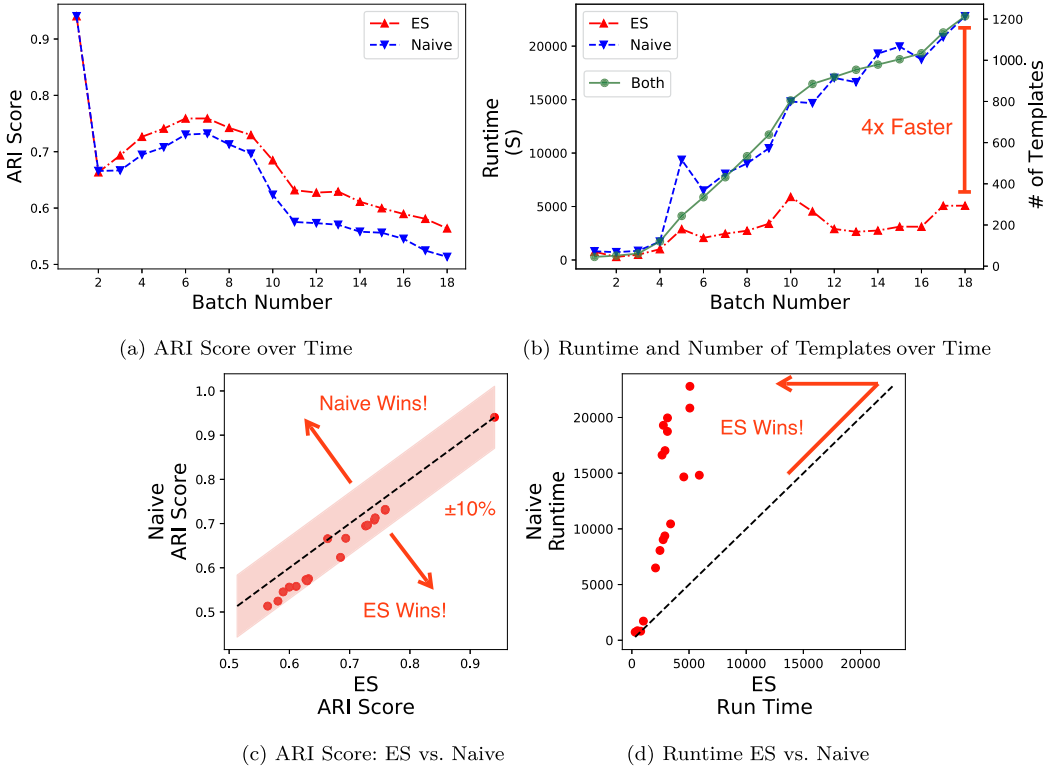 0.9
0.8
0.7
0.6
0.5
ARI Score
ES
Naive
2 4 6 8 10 12 14 16 18
Batch Number
(a) ARI Score over Time
20000
15000
10000
5000
0
Runtime
(S)
ES
Naive
Both
4x Faster
1200
1000
800
600
400
200
0
# of Templates
2 4 6 8 10 12 14 16 18
Batch Number
(b) Runtime and Number of Templates over Time
1.0
0.9
0.8
0.7
0.6
0.5
Naive
ARI Score
Naive Wins!
±10%
ES Wins!
0.5 0.6 0.7 0.8 0.9
ES
ARI Score
(c) ARI Score: ES vs. Naive
20000
15000
10000
5000
0
Naive
Runtime
ES Wins!
0 5000 10000 15000 20000
ES
Run Time
(d) Runtime ES vs. Naive